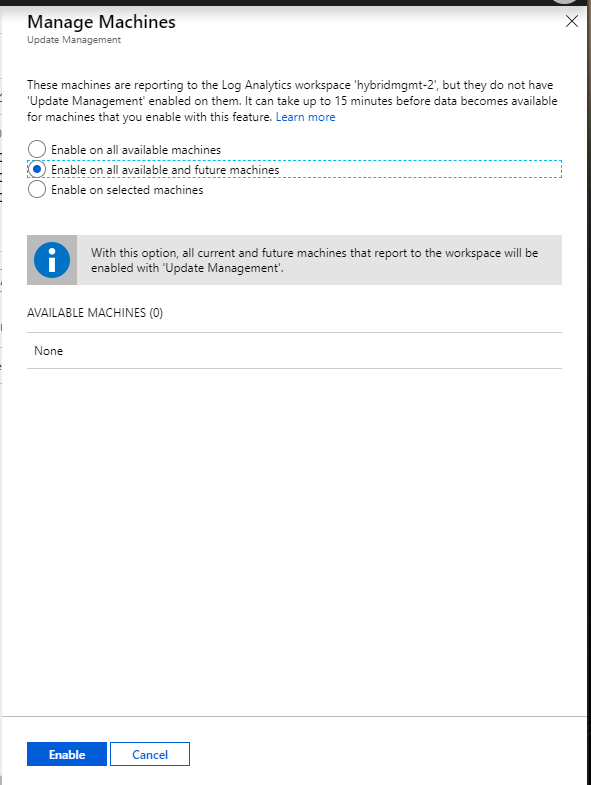 Manage Machines
Update Management
These machines are reporting to the Log Analytics workspace 'hybridmgmt-2', but they do not have
'Update Management' enabled on them. It can take up to 15 minutes before data becomes available
for machines that you enable with this feature. Learn more
Enable on all available machines
Enable on all available and future machines
Enable on selected machines
With this option, all current and future machines that report to the workspace will be
enabled with 'Update Management'.
AVAILABLE MACHINES (0)
None
Enable
Cancel